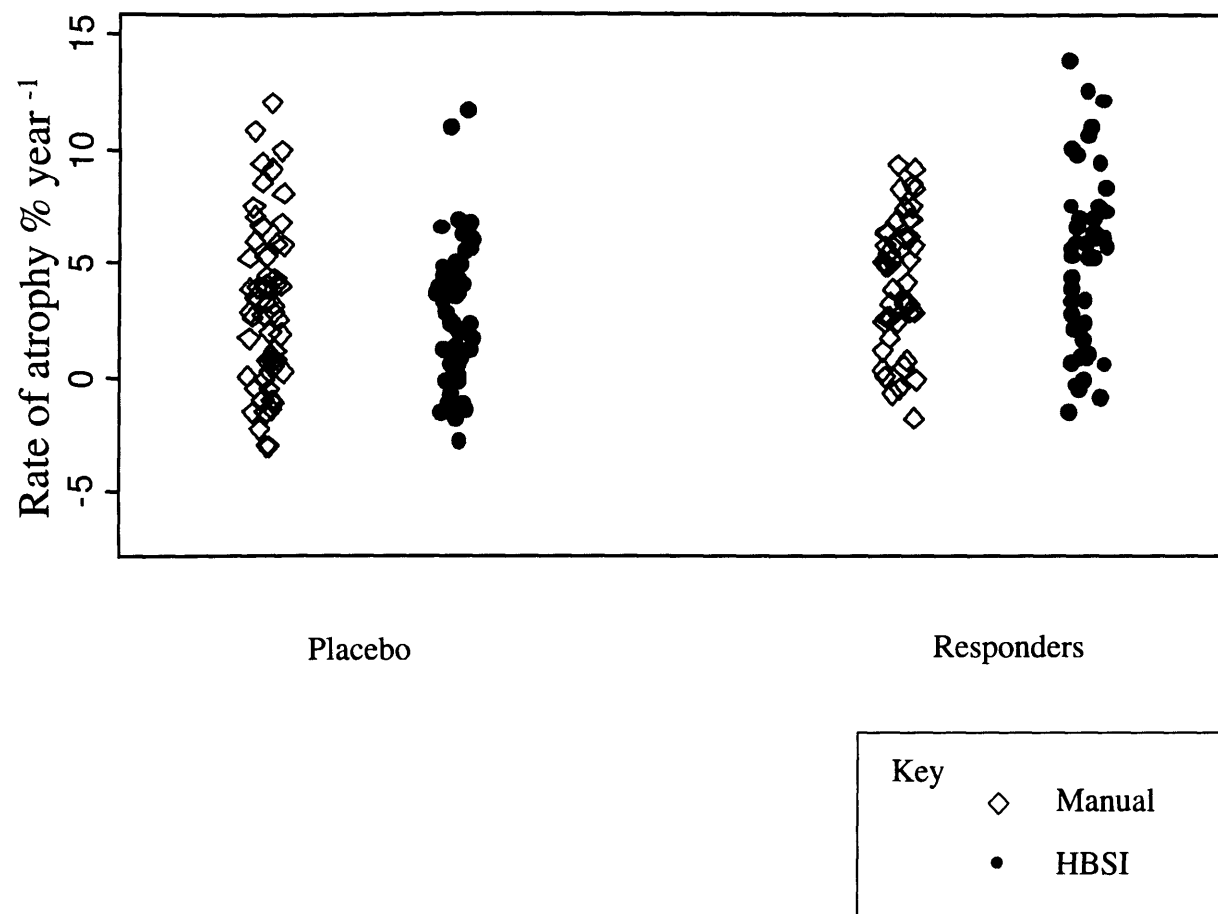 Rate of atrophy % year -1
15
10
5
0
-5
Placebo
Responders
Key
Manual
HBSI